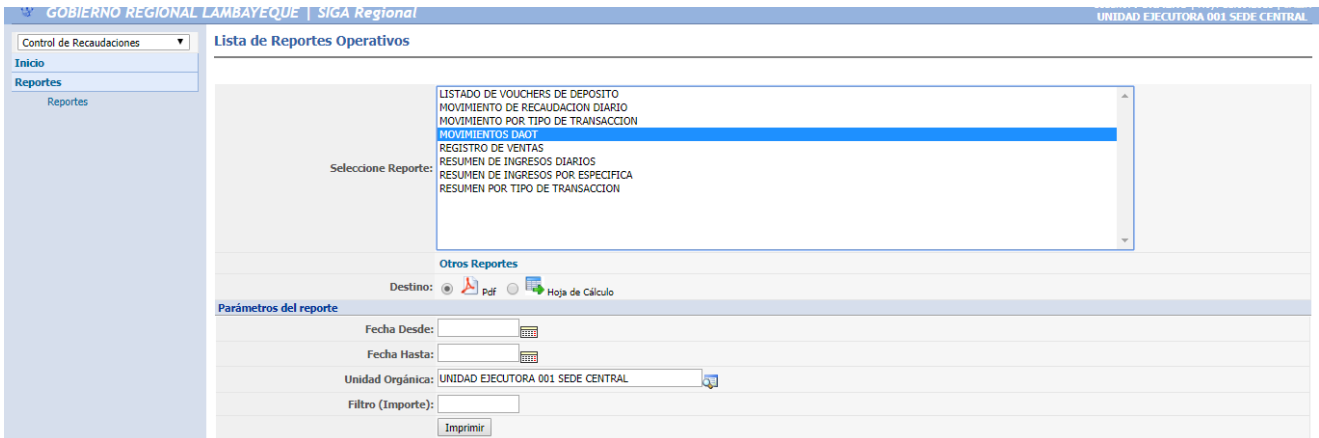 GOBIERNO REGIONAL LAMBAYEQUE | SIGA Regional
UNIDAD EJECUTORA 001 SEDE CENTRAL
Control de Recaudaciones
Inicio
Reportes
Reportes
Lista de Reportes Operativos
Seleccione Reporte:
LISTADO DE VOUCHERS DE DEPOSITO
MOVIMIENTO DE RECAUDACION DIARIO
MOVIMIENTO POR TIPO DE TRANSACCION
MOVIMIENTOS DAOT
REGISTRO DE VENTAS
RESUMEN DE INGRESOS DIARIOS
RESUMEN DE INGRESOS POR ESPECIFICA
RESUMEN POR TIPO DE TRANSACCION
Otros Reportes
Destino: Pdf Hoja de Cálculo
Parámetros del reporte
Fecha Desde:
Fecha Hasta:
Unidad Orgánica: UNIDAD EJECUTORA 001 SEDE CENTRAL
Filtro (Importe):
Imprimir